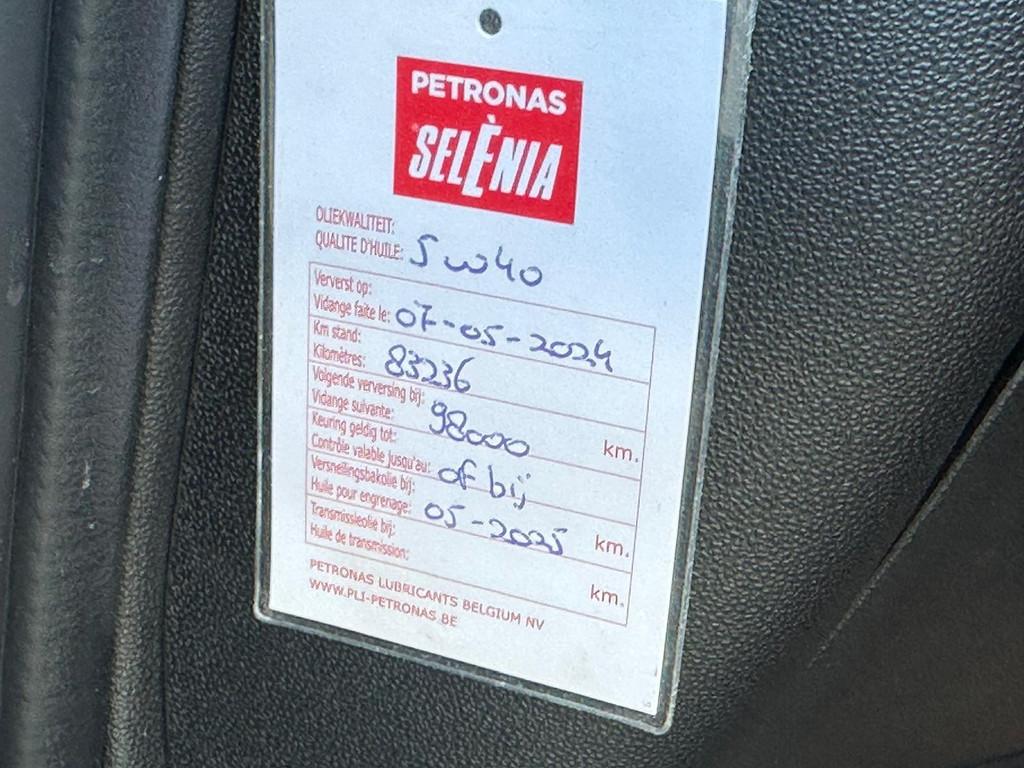 PETRONAS
SELÈNIA
OLIEKWALITEIT:
QUALITE D'HUILE: 5w40
Ververst op:
Vidange faite le: 07-05-2024
Km stand:
Kilomètres: 83236
Volgende verversing bij:
Vidange suivante: 98000 km.
Keuring geldig tot:
Contrôle valable jusqu'au: of bij
Versnellingsbakolie bij:
Huile pour engrenage: 05-2025 km.
Transmissieolie bij:
Huile de transmission: km.
PETRONAS LUBRICANTS BELGIUM NV
WWW.PLI-PETRONAS.BE